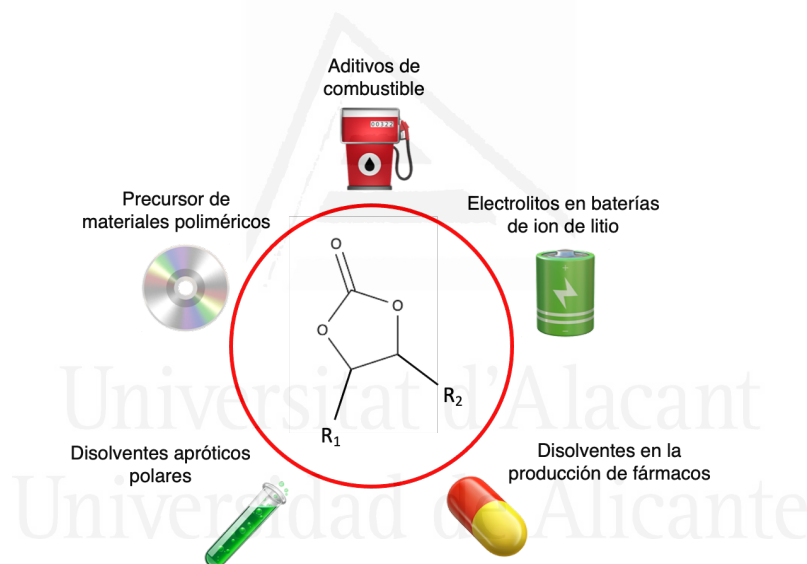 Aditivos de
combustible
00322
Precursor de
materiales poliméricos
Electrolitos en baterías
de ion de litio
O
O
O
R1
R2
Universitat d'Alacant
Disolventes apróticos
polares
Disolventes en la
producción de fármacos
Universidad de Alicante